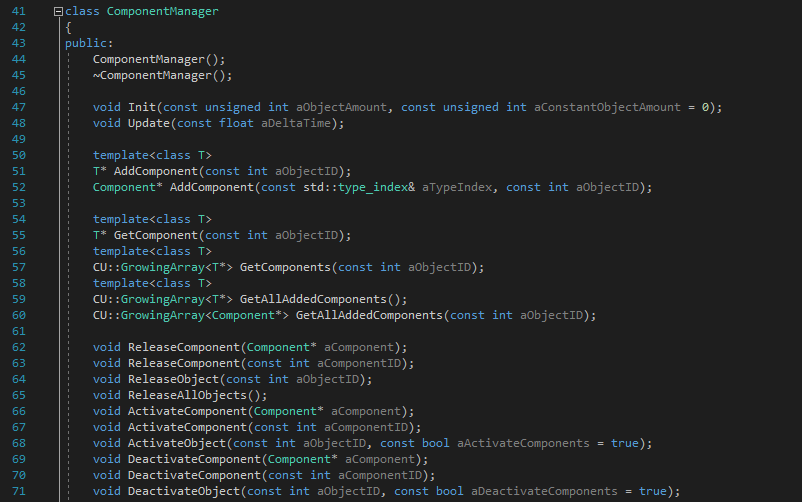 41 class ComponentManager
42 {
43 public:
44 ComponentManager();
45 ~ComponentManager();
46
47 void Init(const unsigned int aObjectAmount, const unsigned int aConstantObjectAmount = 0);
48 void Update(const float aDeltaTime);
49
50 template<class T>
51 T* AddComponent(const int aObjectID);
52 Component* AddComponent(const std::type_index& aTypeIndex, const int aObjectID);
53
54 template<class T>
55 T* GetComponent(const int aObjectID);
56 template<class T>
57 CU::GrowingArray<T*> GetComponents(const int aObjectID);
58 template<class T>
59 CU::GrowingArray<T*> GetAllAddedComponents();
60 CU::GrowingArray<Component*> GetAllAddedComponents(const int aObjectID);
61
62 void ReleaseComponent(Component* aComponent);
63 void ReleaseComponent(const int aComponentID);
64 void ReleaseObject(const int aObjectID);
65 void ReleaseAllObjects();
66 void ActivateComponent(Component* aComponent);
67 void ActivateComponent(const int aComponentID);
68 void ActivateObject(const int aObjectID, const bool aActivateComponents = true);
69 void DeactivateComponent(Component* aComponent);
70 void DeactivateComponent(const int aComponentID);
71 void DeactivateObject(const int aObjectID, const bool aDeactivateComponents = true);